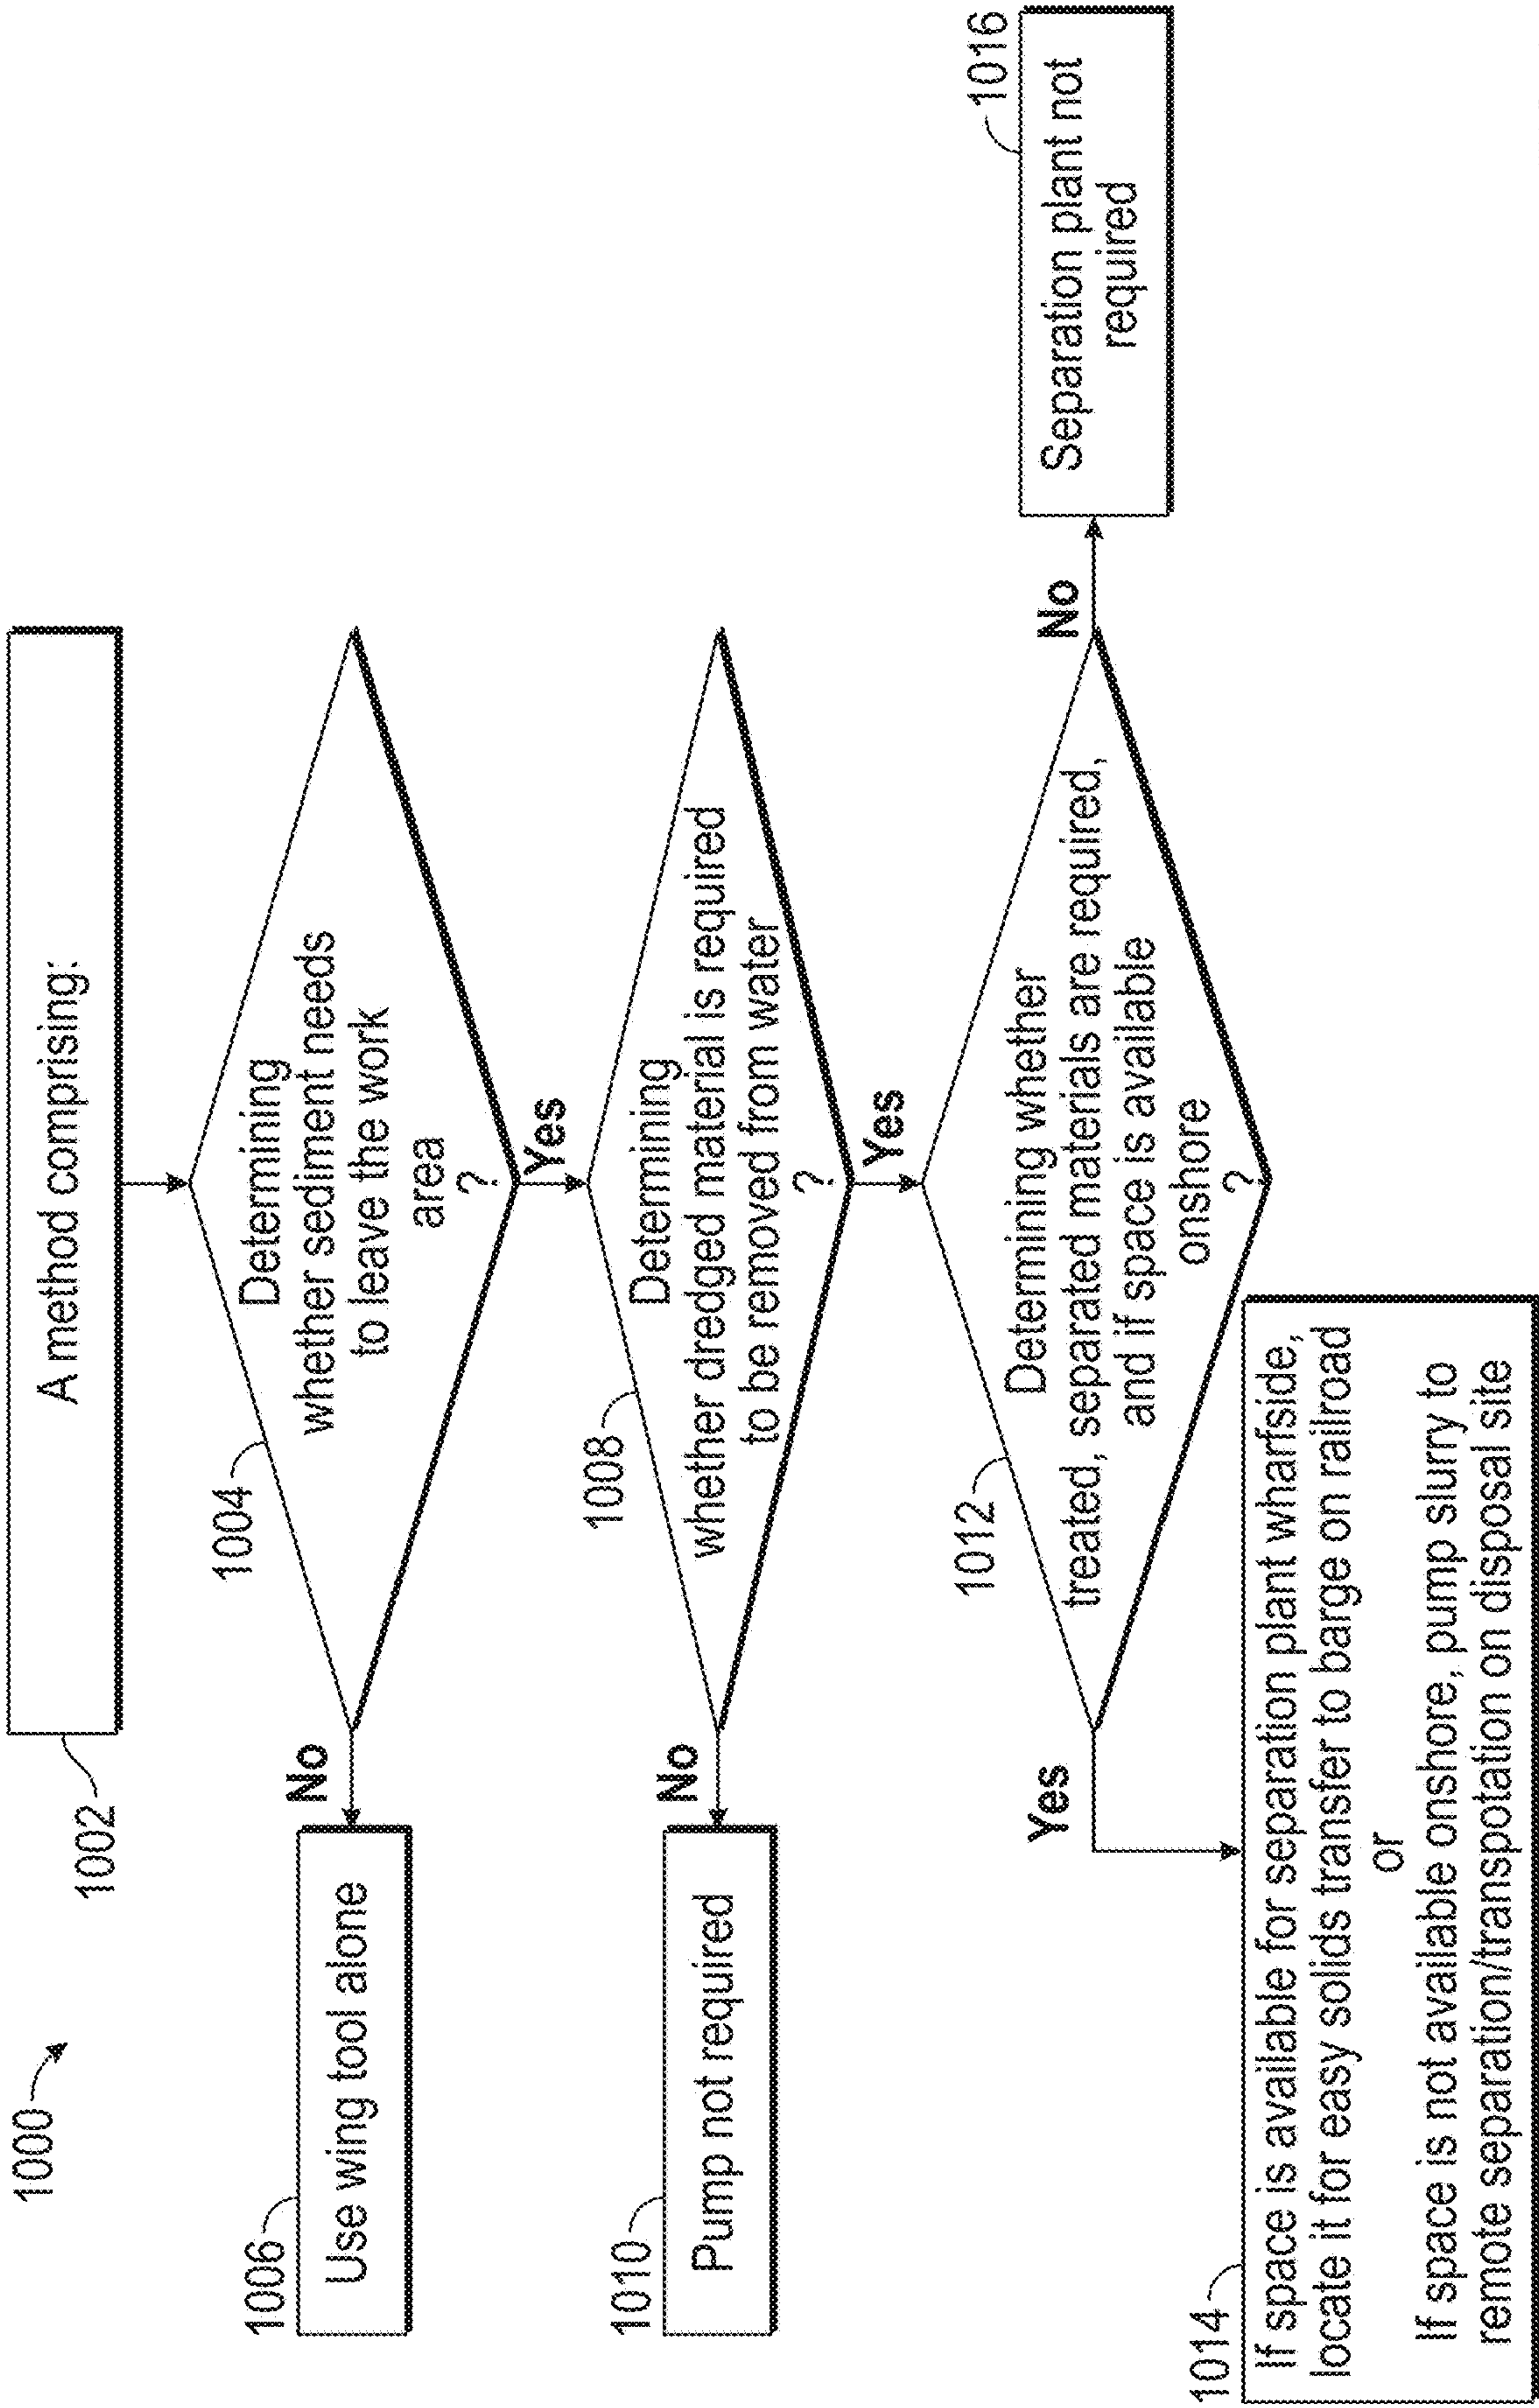 1000
1002
A method comprising:
1004
Determining
whether sediment needs
to leave the work
area
?
No
1006
Use wing tool alone
Yes
1008
Determining
whether dredged material is required
to be removed from water
?
No
1010
Pump not required
Yes
1012
Determining whether
treated, separated materials are required,
and if space is available
onshore
?
No
1016
Separation plant not
required
Yes
1014
If space is available for separation plant wharfside,
locate it for easy solids transfer to barge on railroad
or
If space is not available onshore, pump slurry to
remote separation/transpotation on disposal site